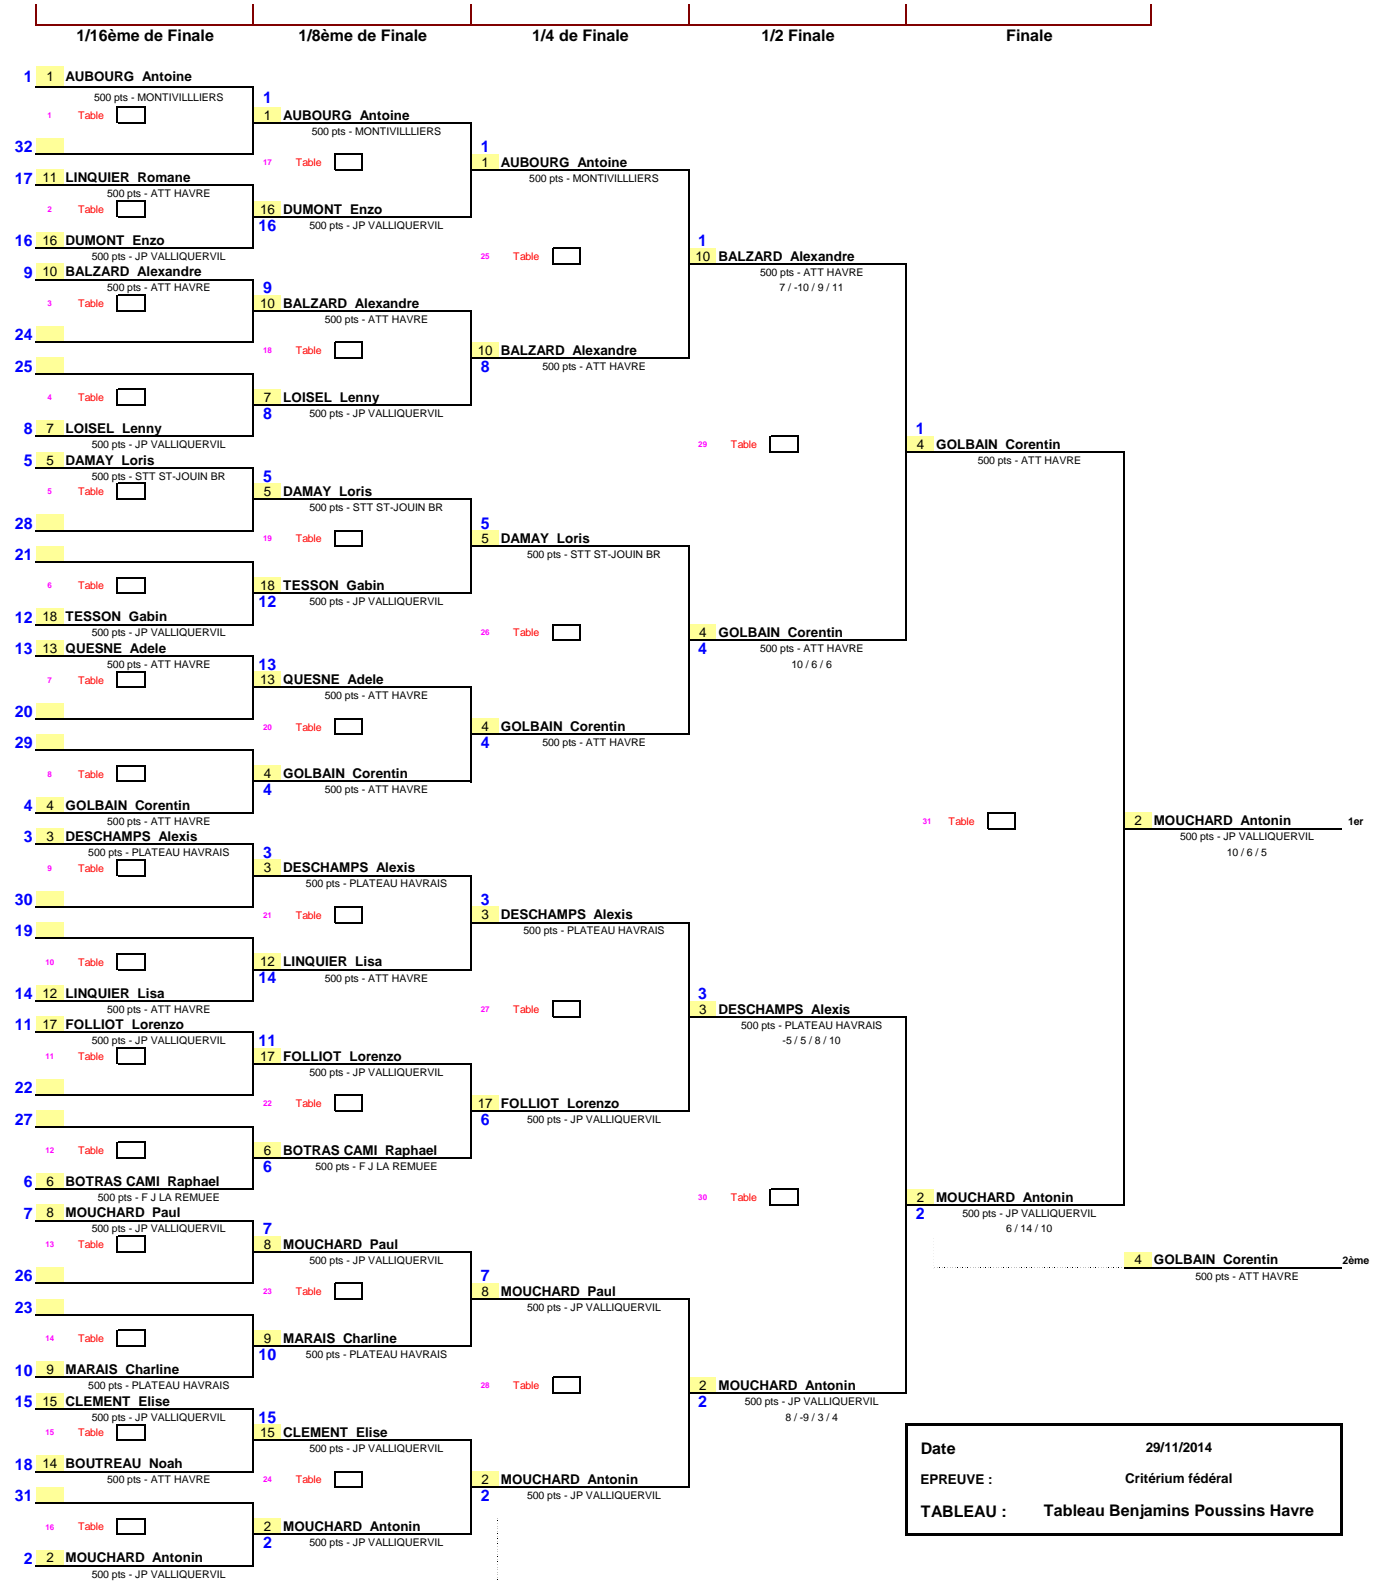 1/16ème de Finale
1/8ème de Finale
1/4 de Finale
1/2 Finale
Finale
1 1 AUBOURG Antoine
500 pts - MONTIVILLLIERS
1 Table
32
17 11 LINQUIER Romane
500 pts - ATT HAVRE
2 Table
16 16 DUMONT Enzo
500 pts - JP VALLIQUERVIL
9 10 BALZARD Alexandre
500 pts - ATT HAVRE
3 Table
24
25
4 Table
8 7 LOISEL Lenny
500 pts - JP VALLIQUERVIL
5 5 DAMAY Loris
500 pts - STT ST-JOUIN BR
5 Table
28
21
6 Table
12 18 TESSON Gabin
500 pts - JP VALLIQUERVIL
13 13 QUESNE Adele
500 pts - ATT HAVRE
7 Table
20
29
8 Table
4 4 GOLBAIN Corentin
500 pts - ATT HAVRE
3 3 DESCHAMPS Alexis
500 pts - PLATEAU HAVRAIS
9 Table
30
19
10 Table
14 12 LINQUIER Lisa
500 pts - ATT HAVRE
11 17 FOLLIOT Lorenzo
500 pts - JP VALLIQUERVIL
11 Table
22
27
12 Table
6 6 BOTRAS CAMI Raphael
500 pts - F J LA REMUEE
7 8 MOUCHARD Paul
500 pts - JP VALLIQUERVIL
13 Table
26
23
14 Table
10 9 MARAIS Charline
500 pts - PLATEAU HAVRAIS
15 15 CLEMENT Elise
500 pts - JP VALLIQUERVIL
15 Table
18 14 BOUTREAU Noah
500 pts - ATT HAVRE
31
16 Table
2 2 MOUCHARD Antonin
500 pts - JP VALLIQUERVIL
1
1 AUBOURG Antoine
500 pts - MONTIVILLLIERS
17 Table
16 DUMONT Enzo
16 500 pts - JP VALLIQUERVIL
9
10 BALZARD Alexandre
500 pts - ATT HAVRE
18 Table
7 LOISEL Lenny
8 500 pts - JP VALLIQUERVIL
5
5 DAMAY Loris
500 pts - STT ST-JOUIN BR
19 Table
18 TESSON Gabin
12 500 pts - JP VALLIQUERVIL
13
13 QUESNE Adele
500 pts - ATT HAVRE
20 Table
4 GOLBAIN Corentin
4 500 pts - ATT HAVRE
3
3 DESCHAMPS Alexis
500 pts - PLATEAU HAVRAIS
21 Table
12 LINQUIER Lisa
14 500 pts - ATT HAVRE
11
17 FOLLIOT Lorenzo
500 pts - JP VALLIQUERVIL
22 Table
6 BOTRAS CAMI Raphael
6 500 pts - F J LA REMUEE
7
8 MOUCHARD Paul
500 pts - JP VALLIQUERVIL
23 Table
9 MARAIS Charline
10 500 pts - PLATEAU HAVRAIS
15
15 CLEMENT Elise
500 pts - JP VALLIQUERVIL
24 Table
2 MOUCHARD Antonin
2 500 pts - JP VALLIQUERVIL
1
1 AUBOURG Antoine
500 pts - MONTIVILLLIERS
25 Table
10 BALZARD Alexandre
8 500 pts - ATT HAVRE
5
5 DAMAY Loris
500 pts - STT ST-JOUIN BR
26 Table
4 GOLBAIN Corentin
4 500 pts - ATT HAVRE
3
3 DESCHAMPS Alexis
500 pts - PLATEAU HAVRAIS
27 Table
17 FOLLIOT Lorenzo
6 500 pts - JP VALLIQUERVIL
7
8 MOUCHARD Paul
500 pts - JP VALLIQUERVIL
28 Table
2 MOUCHARD Antonin
2 500 pts - JP VALLIQUERVIL
1
10 BALZARD Alexandre
500 pts - ATT HAVRE
7 / -10 / 9 / 11
29 Table
4 GOLBAIN Corentin
4 500 pts - ATT HAVRE
10 / 6 / 6
3
3 DESCHAMPS Alexis
500 pts - PLATEAU HAVRAIS
-5 / 5 / 8 / 10
30 Table
2 MOUCHARD Antonin
2 500 pts - JP VALLIQUERVIL
8 / -9 / 3 / 4
1
4 GOLBAIN Corentin
500 pts - ATT HAVRE
31 Table
2 MOUCHARD Antonin
2 500 pts - JP VALLIQUERVIL
6 / 14 / 10
2 MOUCHARD Antonin 1er
500 pts - JP VALLIQUERVIL
10 / 6 / 5
4 GOLBAIN Corentin 2ème
500 pts - ATT HAVRE
Date 29/11/2014
EPREUVE : Critérium fédéral
TABLEAU : Tableau Benjamins Poussins Havre